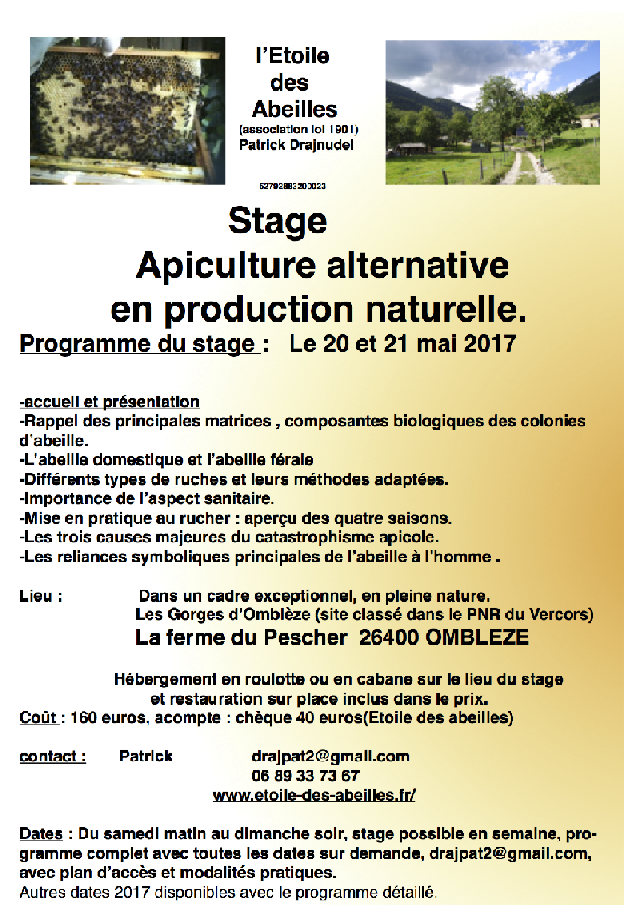 l'Etoile
des
Abeilles
(association loi 1901)
Patrick Drajnudel
Stage
Apiculture alternative
en production naturelle.
Programme du stage : Le 20 et 21 mai 2017
-accueil et présentation
-Rappel des principales matrices , composantes biologiques des colonies
d'abeille.
-L'abeille domestique et l'abeille férale
-Différents types de ruches et leurs méthodes adaptées.
-Importance de l'aspect sanitaire.
-Mise en pratique au rucher : aperçu des quatre saisons.
-Les trois causes majeures du catastrophisme apicole.
-Les reliances symboliques principales de l'abeille à l'homme .
Lieu : Dans un cadre exceptionnel, en pleine nature.
Les Gorges d'Omblèze (site classé dans le PNR du Vercors)
La ferme du Pescher 26400 OMBLEZE
Hébergement en roulotte ou en cabane sur le lieu du stage
et restauration sur place inclus dans le prix.
Coût : 160 euros, acompte : chèque 40 euros(Etoile des abeilles)
contact : Patrick drajpat2@gmail.com
06 89 33 73 67
www.etoile-des-abeilles.fr/
Dates : Du samedi matin au dimanche soir, stage possible en semaine, pro-
gramme complet avec toutes les dates sur demande, drajpat2@gmail.com,
avec plan d'accès et modalités pratiques.
Autres dates 2017 disponibles avec le programme détaillé.